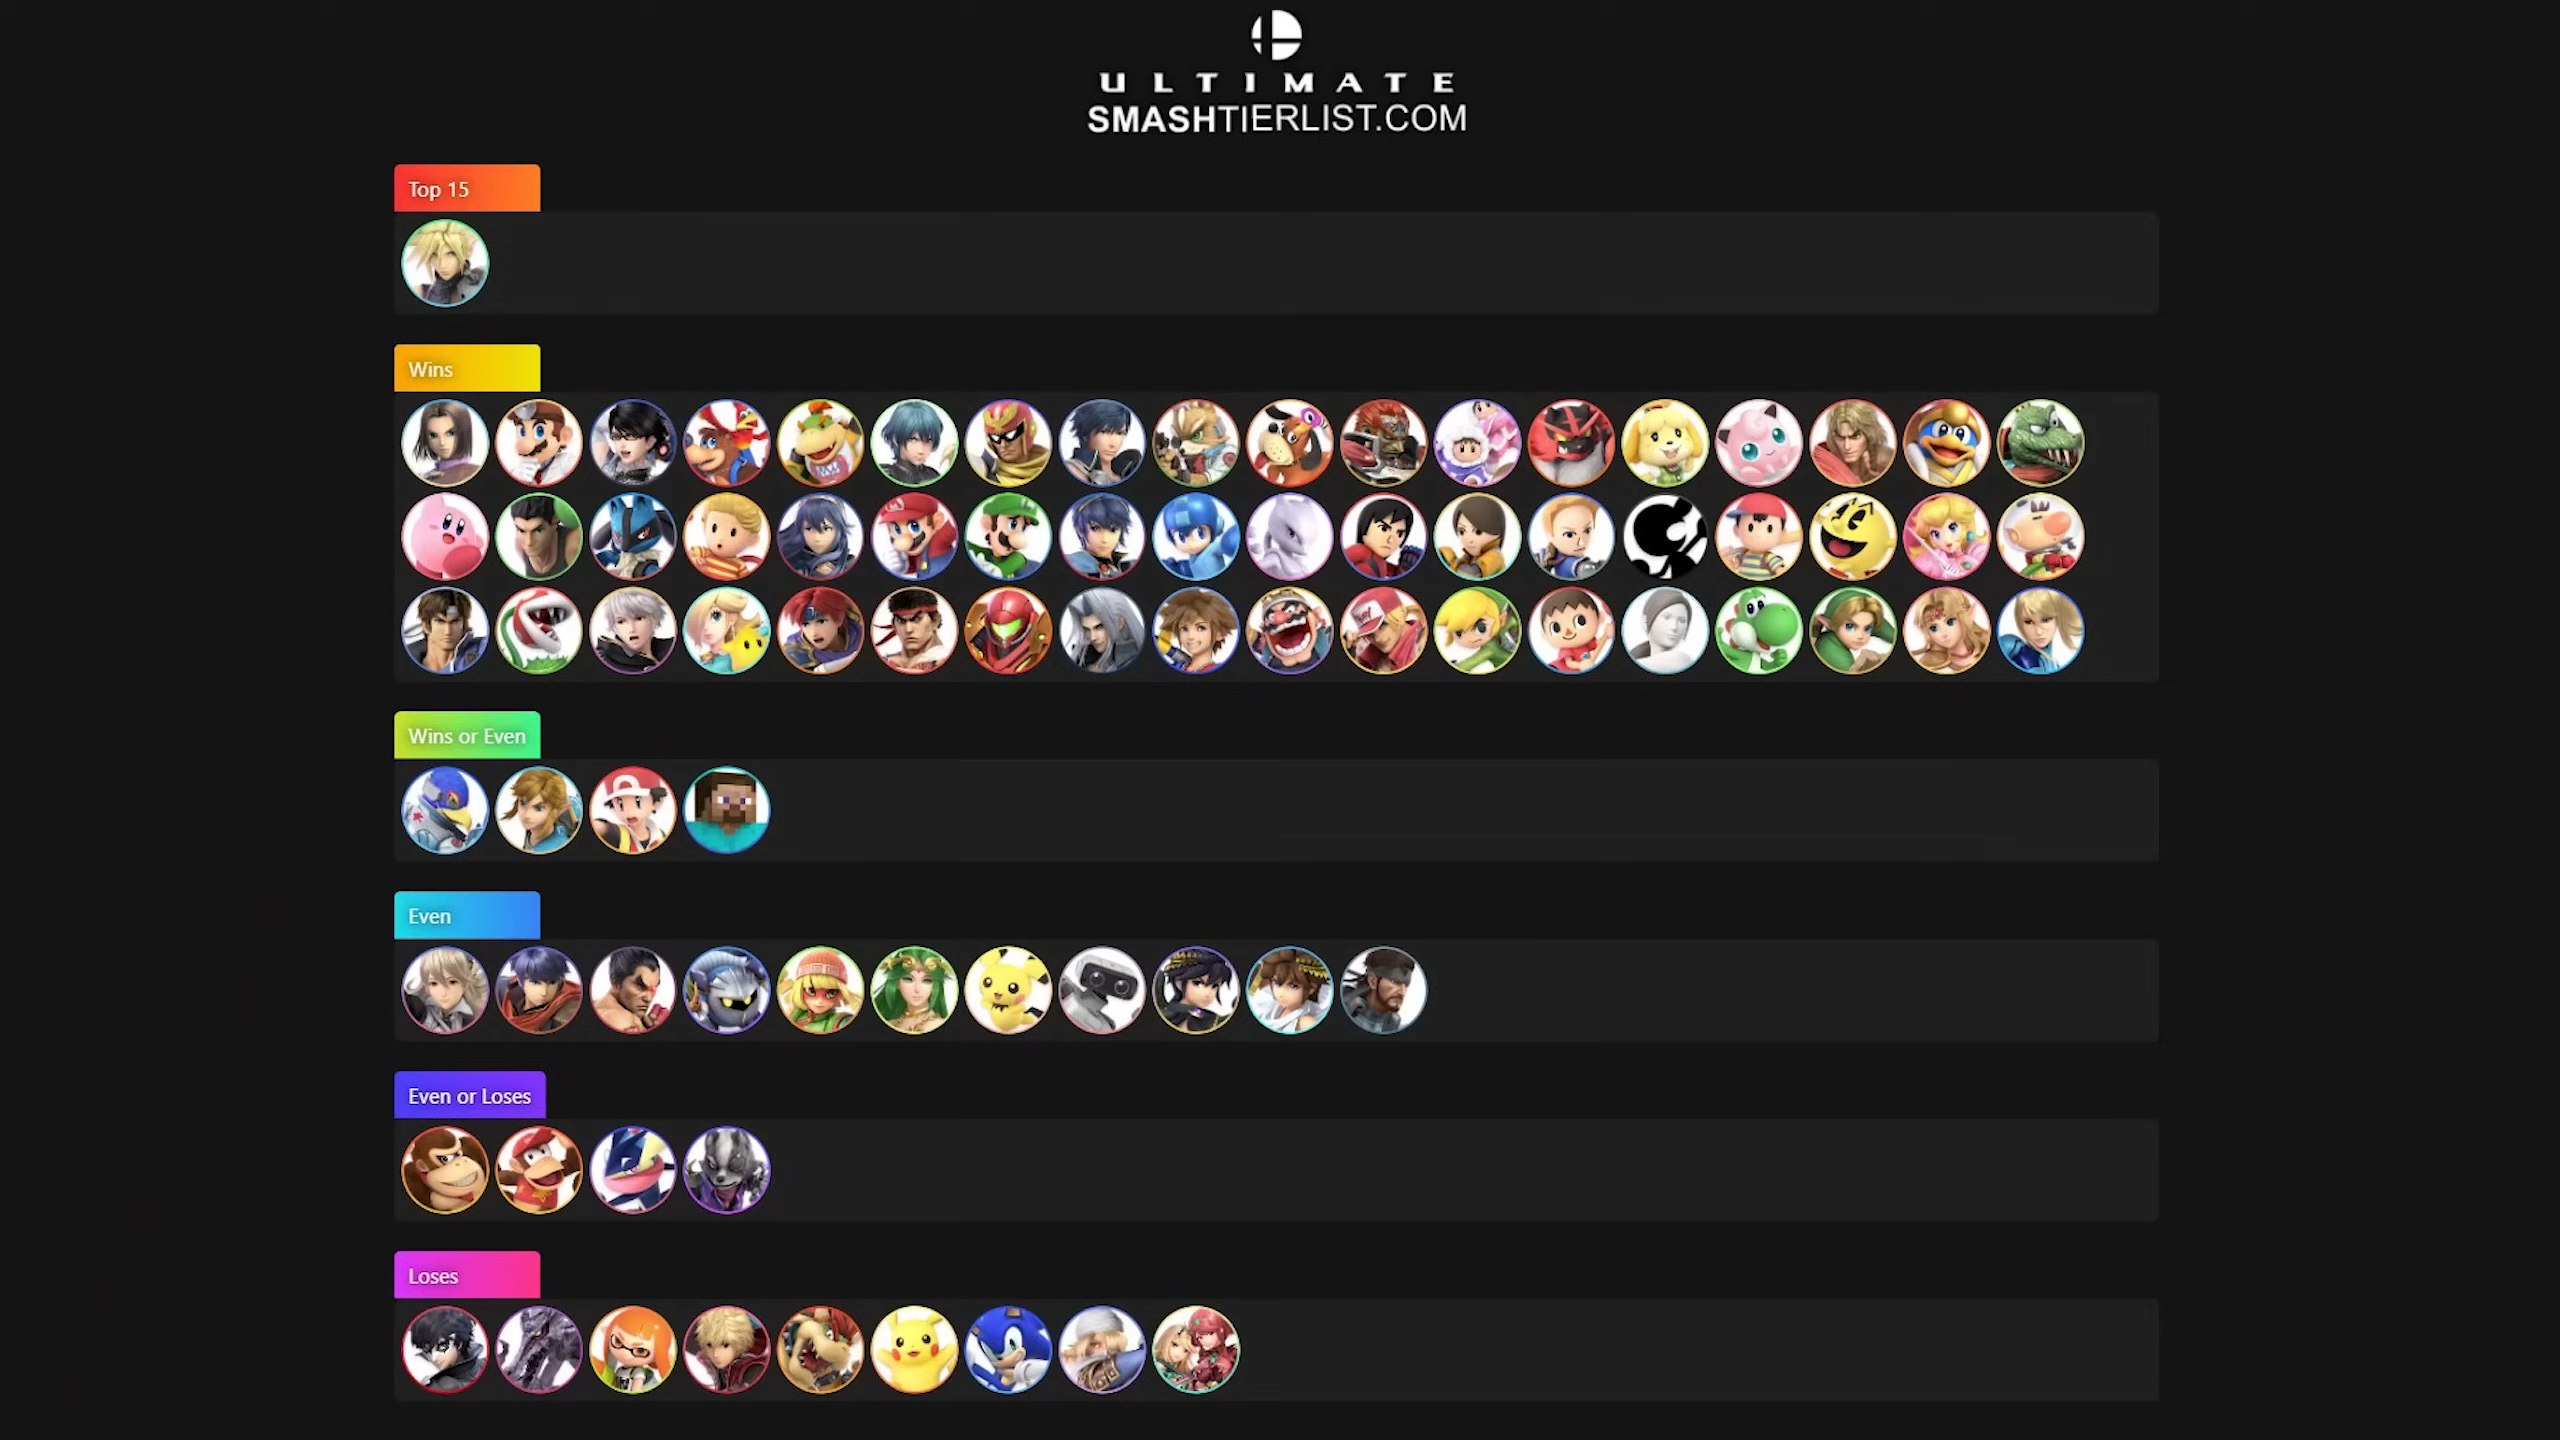 ULTIMATE
SMASHTIERLIST.COM
Top 15
Wins
Wins or Even
Even
Even or Loses
Loses